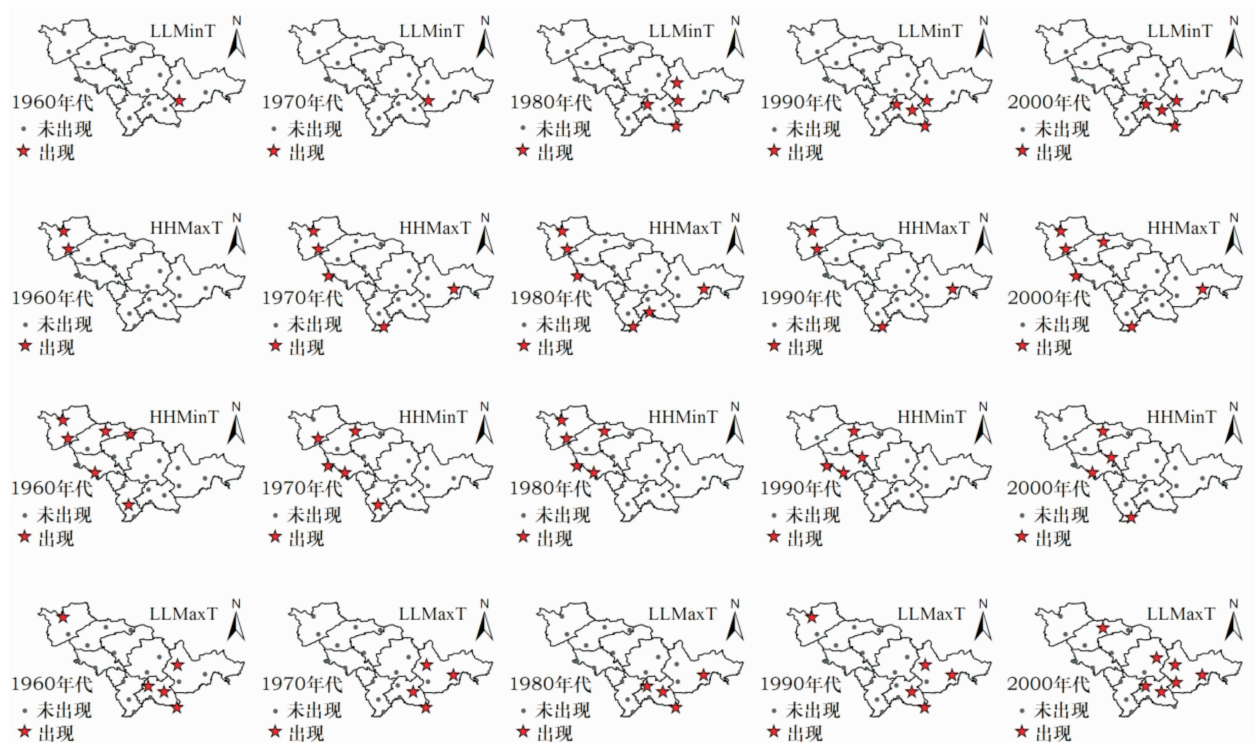 N N N N N
LLMinT LLMinT LLMinT LLMinT LLMinT
1960年代 1970年代 1980年代 1990年代 2000年代
未出现 未出现 未出现 未出现 未出现
出现 出现 出现 出现 出现
N N N N N
HHMaxT HHMaxT HHMaxT HHMaxT HHMaxT
1960年代 1970年代 1980年代 1990年代 2000年代
未出现 未出现 未出现 未出现 未出现
出现 出现 出现 出现 出现
N N N N N
HHMinT HHMinT HHMinT HHMinT HHMinT
1960年代 1970年代 1980年代 1990年代 2000年代
未出现 未出现 未出现 未出现 未出现
出现 出现 出现 出现 出现
N N N N N
LLMaxT LLMaxT LLMaxT LLMaxT LLMaxT
1960年代 1970年代 1980年代 1990年代 2000年代
未出现 未出现 未出现 未出现 未出现
出现 出现 出现 出现 出现